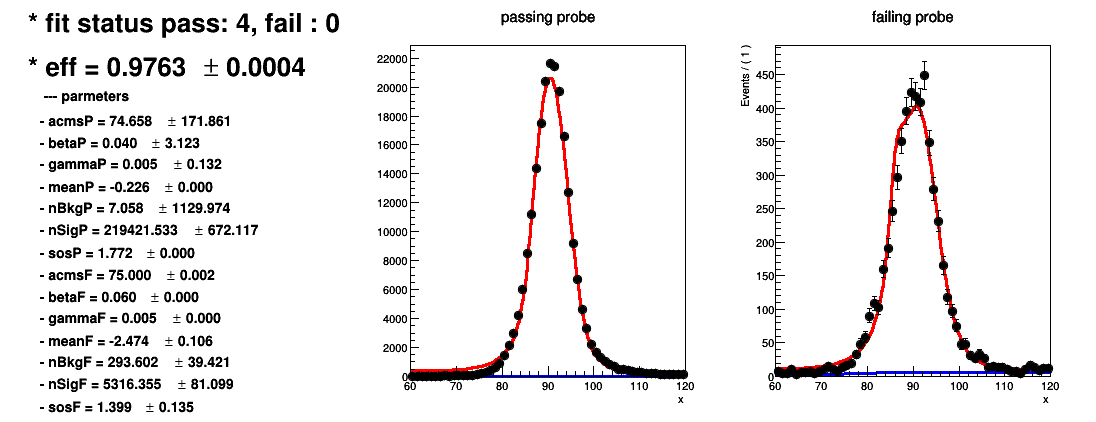 * fit status pass: 4, fail : 0
* eff = 0.9763 ± 0.0004
--- parmeters
- acmsP = 74.658 ± 171.861
- betaP = 0.040 ± 3.123
- gammaP = 0.005 ± 0.132
- meanP = -0.226 ± 0.000
- nBkgP = 7.058 ± 1129.974
- nSigP = 219421.533 ± 672.117
- sosP = 1.772 ± 0.000
- acmsF = 75.000 ± 0.002
- betaF = 0.060 ± 0.000
- gammaF = 0.005 ± 0.000
- meanF = -2.474 ± 0.106
- nBkgF = 293.602 ± 39.421
- nSigF = 5316.355 ± 81.099
- sosF = 1.399 ± 0.135
passing probe
22000
20000
18000
16000
14000
12000
10000
8000
6000
4000
2000
0
60 70 80 90 100 110 120
x
failing probe
Events / ( 1 )
450
400
350
300
250
200
150
100
50
0
60 70 80 90 100 110 120
x